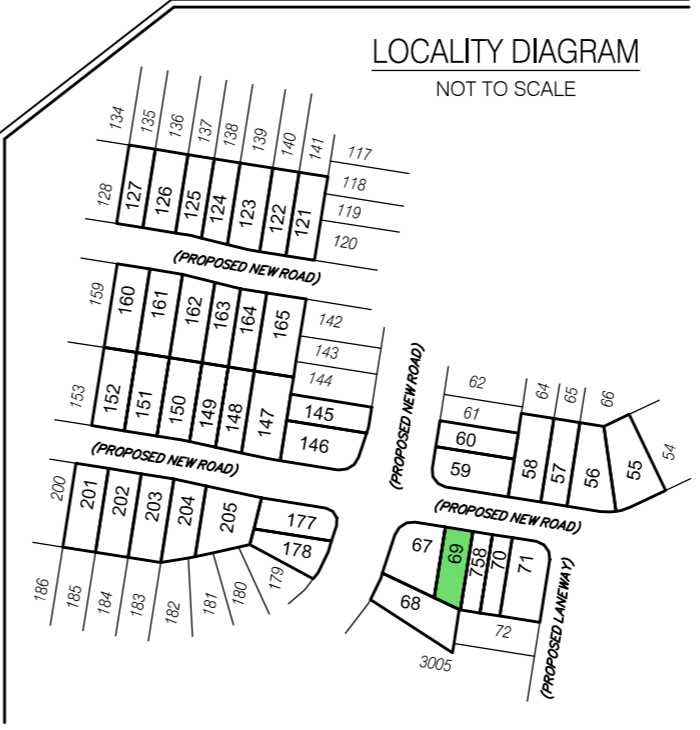 LOCALITY DIAGRAM
NOT TO SCALE
134 135 136 137 138 139 140 141
117
118
119
120
128 127 126 125 124 123 122 121
(PROPOSED NEW ROAD)
159 160 161 162 163 164 165
142
143
144
145
146
153 152 151 150 149 148 147
(PROPOSED NEW ROAD)
(PROPOSED NEW ROAD)
62
61
60
59
64 65 66
58 57 56 55 54
(PROPOSED NEW ROAD)
200 201 202 203 204 205
177
178
179
186 185 184 183 182 181 180
67 69 758 70 71
68
72
3005
(PROPOSED LANEWAY)